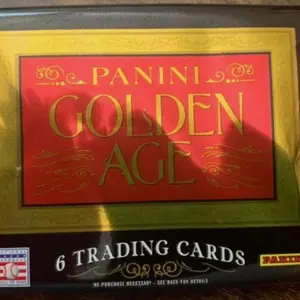 PANINI
GOLDEN
AGE
6 TRADING CARDS
PANINI
NO PURCHASE NECESSARY - SEE BACK FOR DETAILS